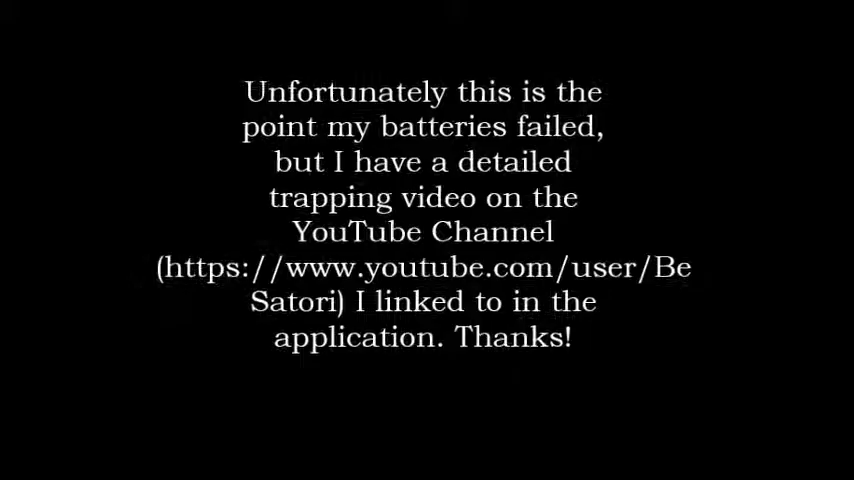 Unfortunately this is the
point my batteries failed,
but I have a detailed
trapping video on the
YouTube Channel
(https://www.youtube.com/user/Be
Satori) I linked to in the
application. Thanks!